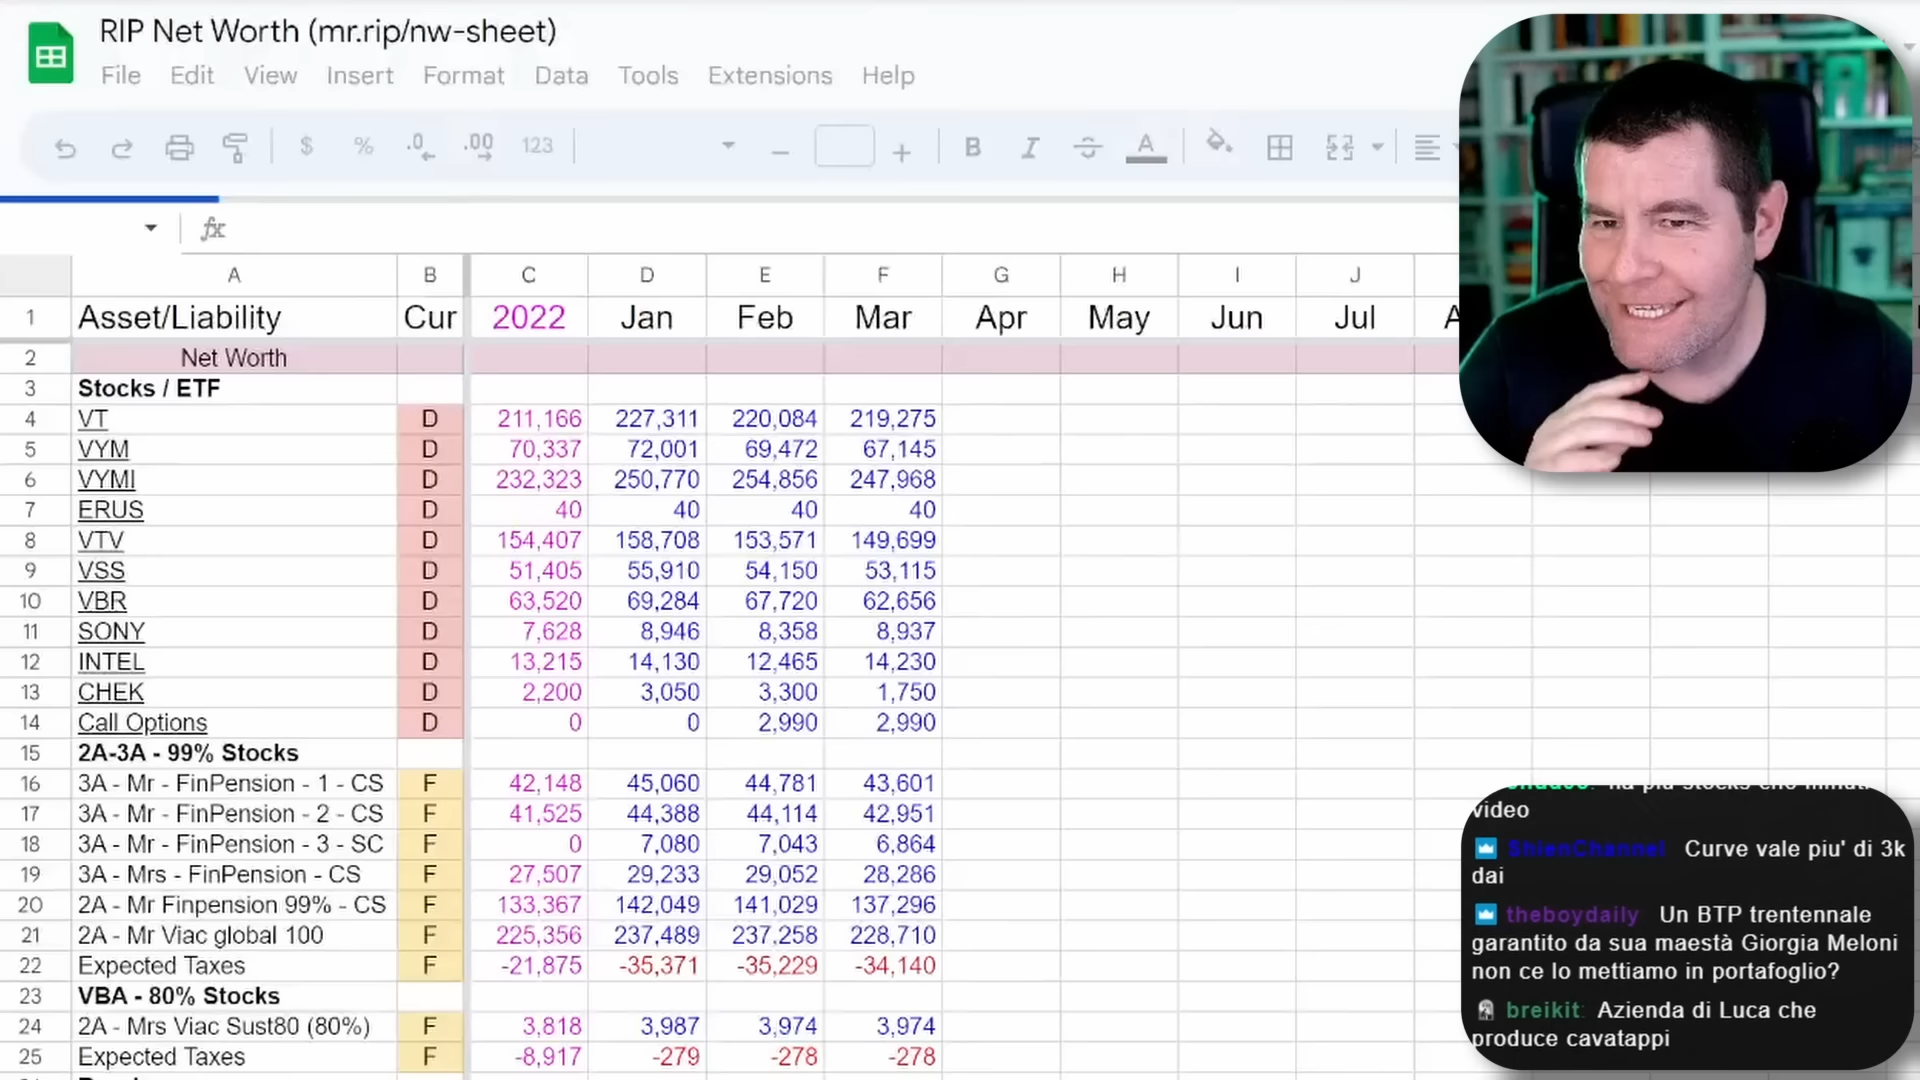 RIP Net Worth (mr.rip/nw-sheet)
File Edit View Insert Format Data Tools Extensions Help
$ % .0 .00 123 B I A
fx
A B C D E F G H I J
1 Asset/Liability Cur 2022 Jan Feb Mar Apr May Jun Jul A
2 Net Worth
3 Stocks / ETF
4 VT D 211,166 227,311 220,084 219,275
5 VYM D 70,337 72,001 69,472 67,145
6 VYMI D 232,323 250,770 254,856 247,968
7 ERUS D 40 40 40 40
8 VTV D 154,407 158,708 153,571 149,699
9 VSS D 51,405 55,910 54,150 53,115
10 VBR D 63,520 69,284 67,720 62,656
11 SONY D 7,628 8,946 8,358 8,937
12 INTEL D 13,215 14,130 12,465 14,230
13 CHEK D 2,200 3,050 3,300 1,750
14 Call Options D 0 0 2,990 2,990
15 2A-3A - 99% Stocks
16 3A - Mr - FinPension - 1 - CS F 42,148 45,060 44,781 43,601
17 3A - Mr - FinPension - 2 - CS F 41,525 44,388 44,114 42,951
18 3A - Mr - FinPension - 3 - SC F 0 7,080 7,043 6,864
19 3A - Mrs - FinPension - CS F 27,507 29,233 29,052 28,286
20 2A - Mr Finpension 99% - CS F 133,367 142,049 141,029 137,296
21 2A - Mr Viac global 100 F 225,356 237,489 237,258 228,710
22 Expected Taxes F -21,875 -35,371 -35,229 -34,140
23 VBA - 80% Stocks
24 2A - Mrs Viac Sust80 (80%) F 3,818 3,987 3,974 3,974
25 Expected Taxes F -8,917 -279 -278 -278
video
ShienChannel Curve vale piu' di 3k
dai
theboydaily Un BTP trentennale
garantito da sua maestà Giorgia Meloni
non ce lo mettiamo in portafoglio?
breikit: Azienda di Luca che
produce cavatappi